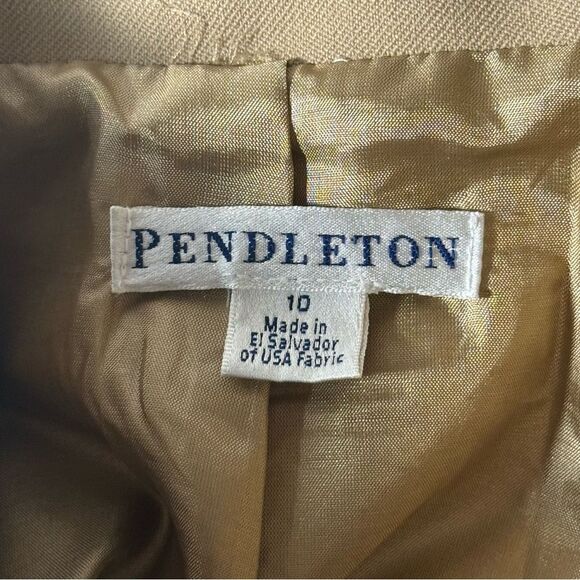 PENDLETON
10
Made in
El Salvador
of USA Fabric